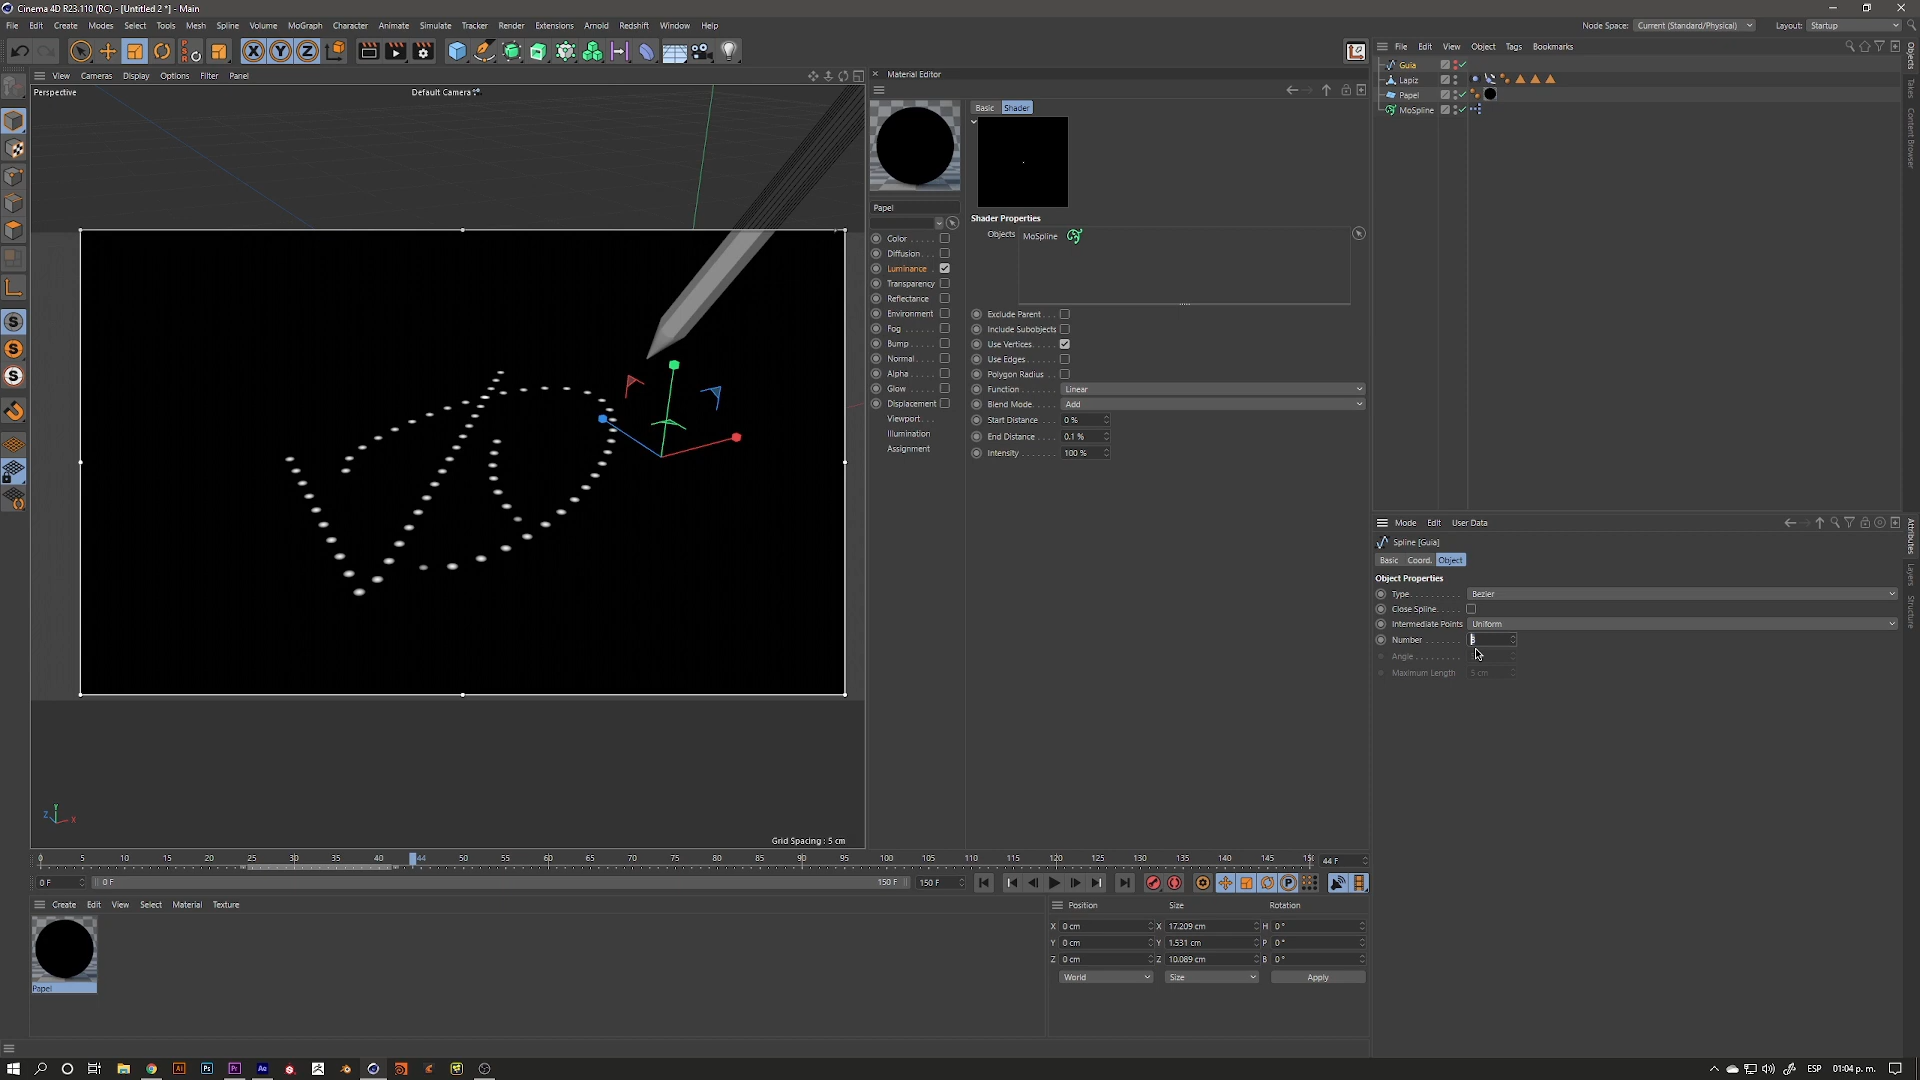 Cinema 4D R23.110 (RC) - [Untitled 2 *] - Main
File Edit Create Modes Select Tools Mesh Spline Volume MoGraph Character Animate Simulate Tracker Render Extensions Arnold Redshift Window Help
Node Space: Current (Standard/Physical) Layout: Startup
View Cameras Display Options Filter Panel
Perspective
Default Camera
Grid Spacing : 5 cm
Material Editor
Basic Shader
Papel
Color
Diffusion
Luminance
Transparency
Reflectance
Environment
Fog
Bump
Normal
Alpha
Glow
Displacement
Viewport
Illumination
Assignment
Shader Properties
Objects MoSpline
Exclude Parent
Include Subobjects
Use Vertices
Use Edges
Polygon Radius
Function Linear
Blend Mode Add
Start Distance 0 %
End Distance 0.1 %
Intensity 100 %
File Edit View Object Tags Bookmarks
Guia
Lapiz
Papel
MoSpline
Objects
Takes
Content Browser
Mode Edit User Data
Spline [Guia]
Basic Coord. Object
Object Properties
Type Bezier
Close Spline
Intermediate Points Uniform
Number
Angle
Maximum Length 5 cm
Attributes
Layers
Structure
0 5 10 15 20 25 30 35 40 44 50 55 60 65 70 75 80 85 90 95 100 105 110 115 120 125 130 135 140 145 44 F
0 F 0 F 150 F 150 F
Create Edit View Select Material Texture
Papel
Position Size Rotation
X 0 cm X 17.209 cm H 0 °
Y 0 cm Y 1.531 cm P 0 °
Z 0 cm Z 10.089 cm B 0 °
World Size Apply
X
Y
Z
ESP 01:04 p. m.